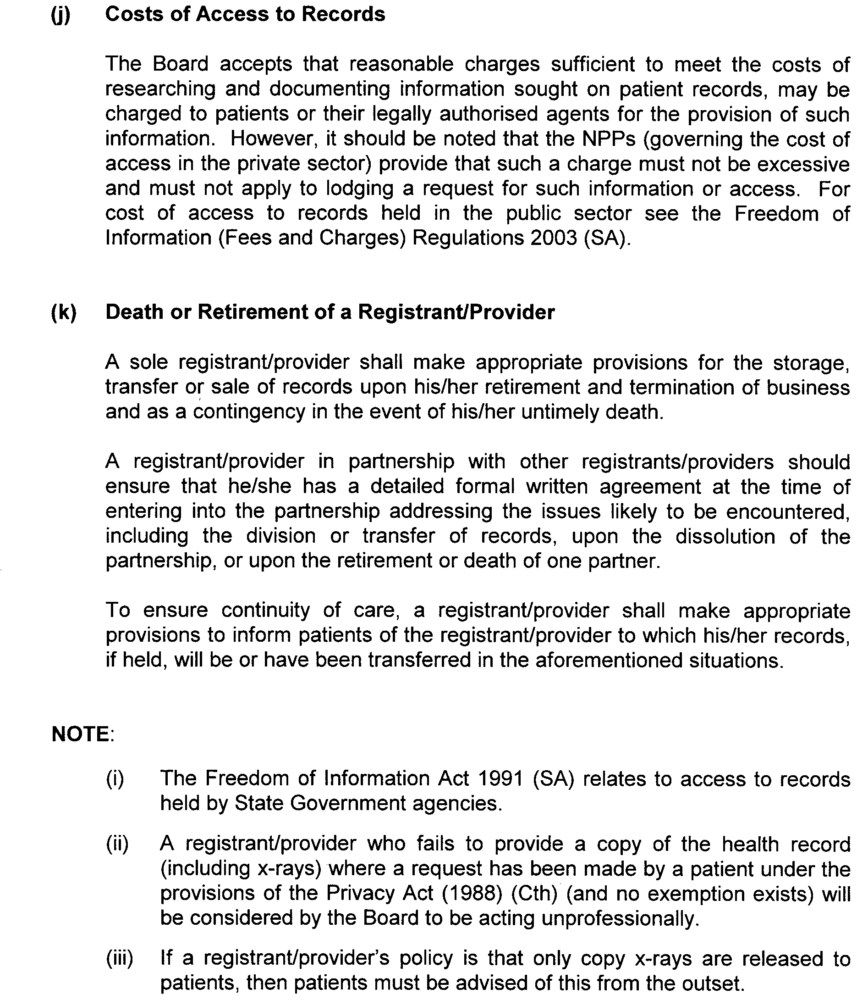 (j) Costs of Access to Records
The Board accepts that reasonable charges sufficient to meet the costs of
researching and documenting information sought on patient records, may be
charged to patients or their legally authorised agents for the provision of such
information. However, it should be noted that the NPPs (governing the cost of
access in the private sector) provide that such a charge must not be excessive
and must not apply to lodging a request for such information or access. For
cost of access to records held in the public sector see the Freedom of
Information (Fees and Charges) Regulations 2003 (SA).
(k) Death or Retirement of a Registrant/Provider
A sole registrant/provider shall make appropriate provisions for the storage,
transfer or sale of records upon his/her retirement and termination of business
and as a contingency in the event of his/her untimely death.
A registrant/provider in partnership with other registrants/providers should
ensure that he/she has a detailed formal written agreement at the time of
entering into the partnership addressing the issues likely to be encountered,
including the division or transfer of records, upon the dissolution of the
partnership, or upon the retirement or death of one partner.
To ensure continuity of care, a registrant/provider shall make appropriate
provisions to inform patients of the registrant/provider to which his/her records,
if held, will be or have been transferred in the aforementioned situations.
NOTE:
(i) The Freedom of Information Act 1991 (SA) relates to access to records
held by State Government agencies.
(ii) A registrant/provider who fails to provide a copy of the health record
(including x-rays) where a request has been made by a patient under the
provisions of the Privacy Act (1988) (Cth) (and no exemption exists) will
be considered by the Board to be acting unprofessionally.
(iii) If a registrant/provider's policy is that only copy x-rays are released to
patients, then patients must be advised of this from the outset.